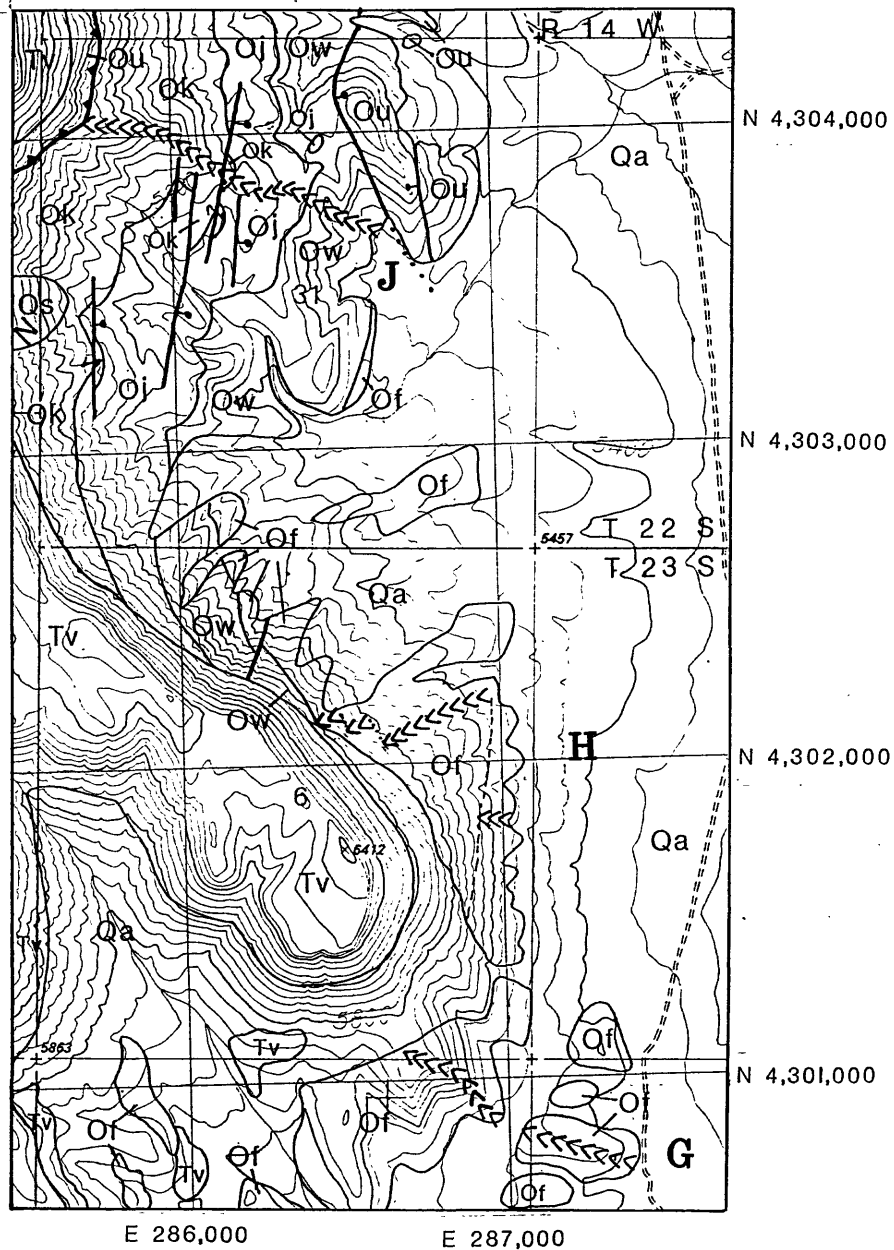 R 14 W
Tv
Ou
Oj
Ow
Ou
Ok
Ou
Oj
N 4,304,000
Ok
Qa
Ou
Ok
Ok
Oj
Ow
J
Qs
31
Oj
Ow
Of
Ok
N 4,303,000
Of
Of
5457
T 22 S
T 23 S
Qa
Ow
Tv
Ow
H
Of
N 4,302,000
6
6412
Tv
Qa
Qa
Tv
5863
Tv
Of
N 4,301,000
Of
Tv
Of
Of
Of
Tv
G
Of
E 286,000
E 287,000